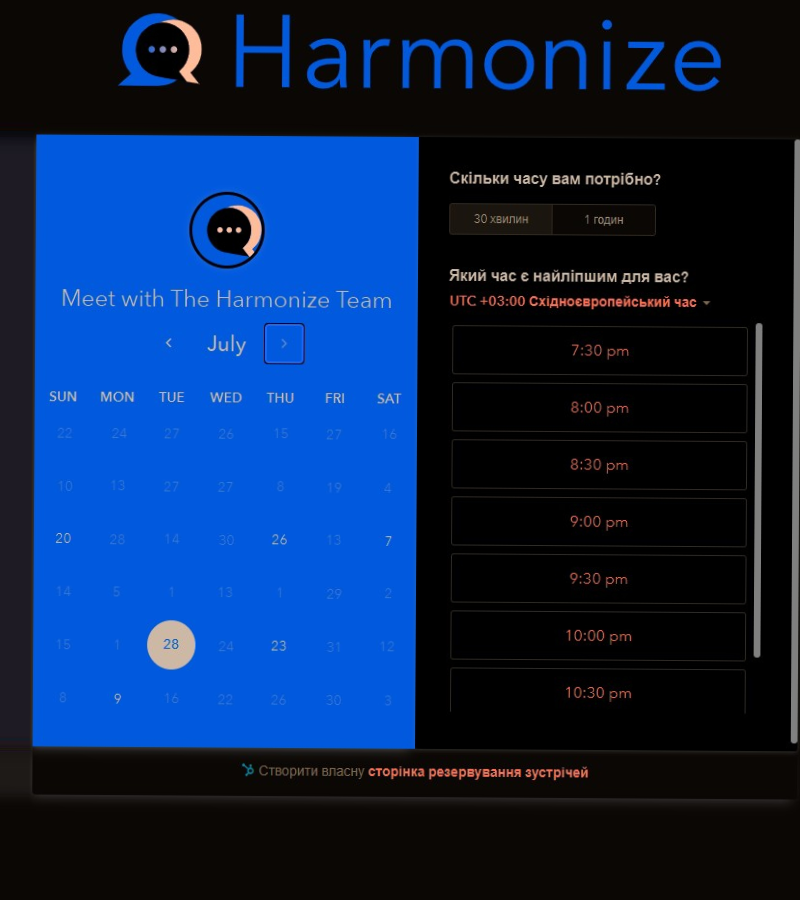 Harmonize
Meet with The Harmonize Team
July
SUN MON TUE WED THU FRI SAT
22 24 27 26 15 27 16
10 13 27 27 8 19 4
20 28 14 30 26 13 7
14 5 1 13 1 29 2
15 1 28 24 23 31 12
8 9 16 22 26 30 3
Скільки часу вам потрібно?
30 хвилин 1 годин
Який час є найліпшим для вас?
UTC +03:00 Східноєвропейський час
7:30 pm
8:00 pm
8:30 pm
9:00 pm
9:30 pm
10:00 pm
10:30 pm
Створити власну сторінка резервування зустрічей